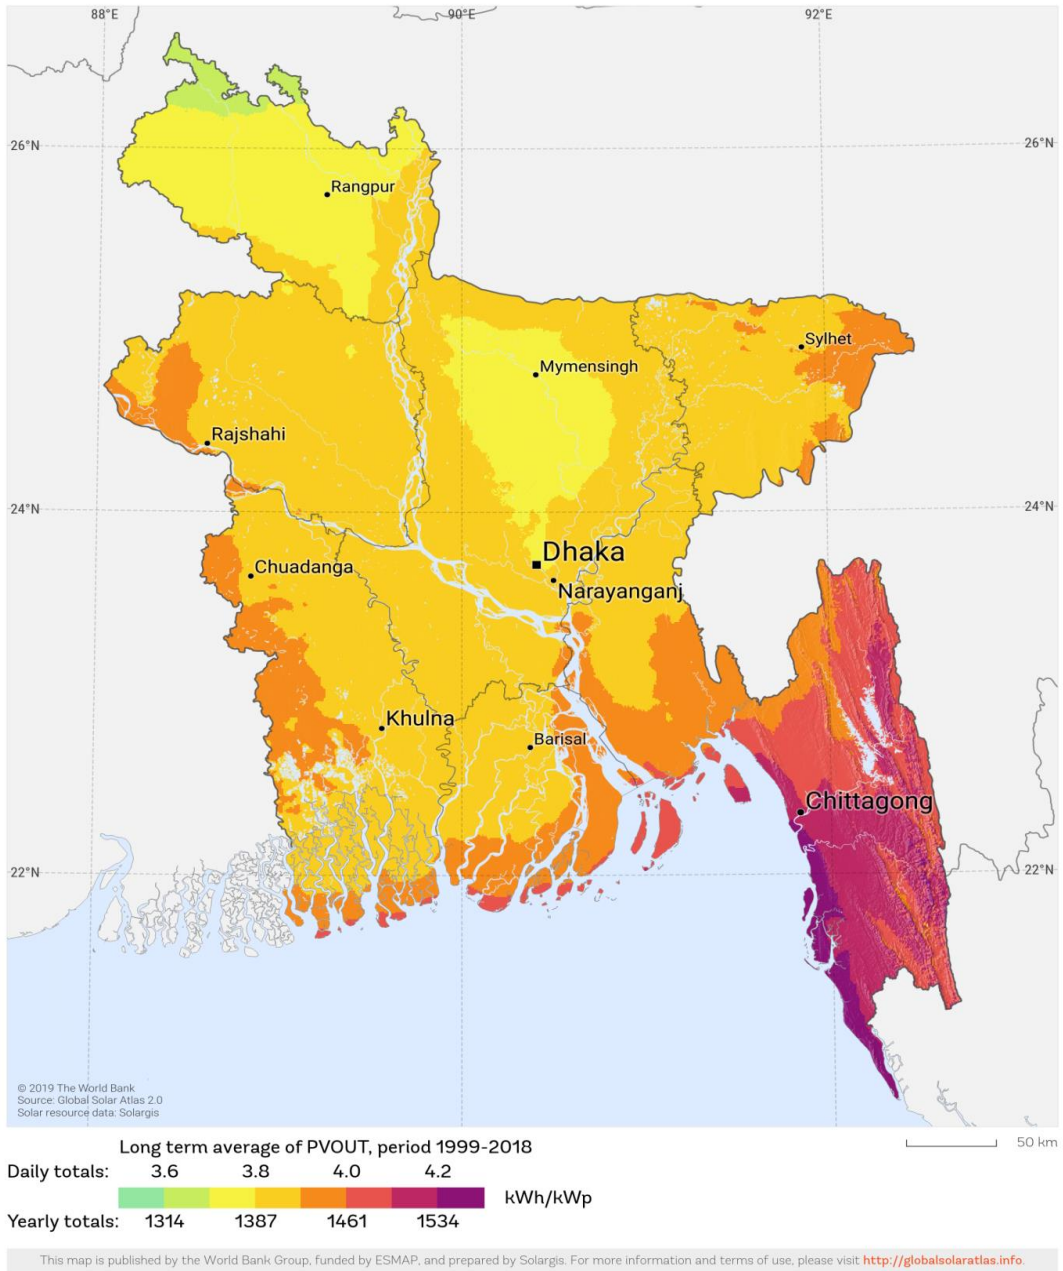 88°E 90°E 92°E
26°N 26°N
Rangpur
Sylhet
Mymensingh
Rajshahi
24°N 24°N
Dhaka
Chuadanga
Narayanganj
Khulna
Barisal
Chittagong
22°N 22°N
© 2019 The World Bank
Source: Global Solar Atlas 2.0
Solar resource data: Solargis
50 km
Long term average of PVOUT, period 1999-2018
Daily totals: 3.6 3.8 4.0 4.2
kWh/kWp
Yearly totals: 1314 1387 1461 1534
This map is published by the World Bank Group, funded by ESMAP, and prepared by Solargis. For more information and terms of use, please visit http://globalsolaratlas.info.